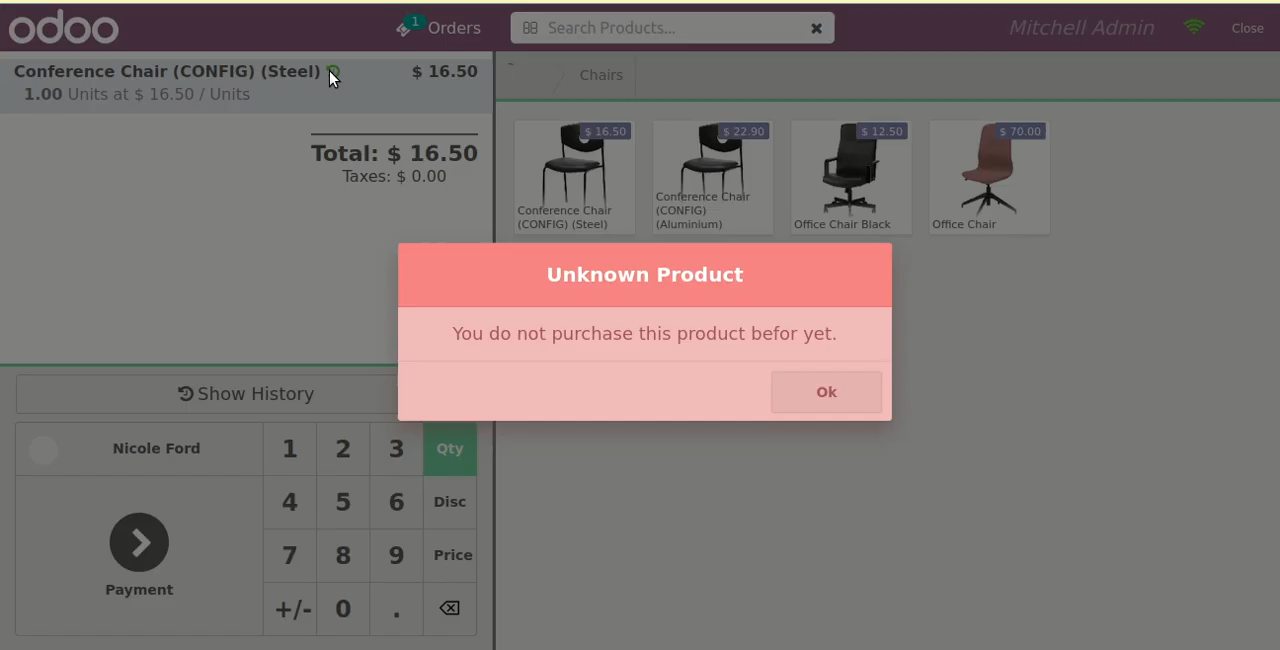 odoo
1
Orders
Search Products...
Mitchell Admin
Close
Conference Chair (CONFIG) (Steel)
$ 16.50
1.00 Units at $ 16.50 / Units
Total: $ 16.50
Taxes: $ 0.00
Chairs
$ 16.50
Conference Chair
(CONFIG) (Steel)
$ 22.90
Conference Chair
(CONFIG)
(Aluminium)
$ 12.50
Office Chair Black
$ 70.00
Office Chair
Unknown Product
You do not purchase this product befor yet.
Ok
Show History
Nicole Ford
1 2 3 Qty
4 5 6 Disc
Payment
7 8 9 Price
+/- 0 .